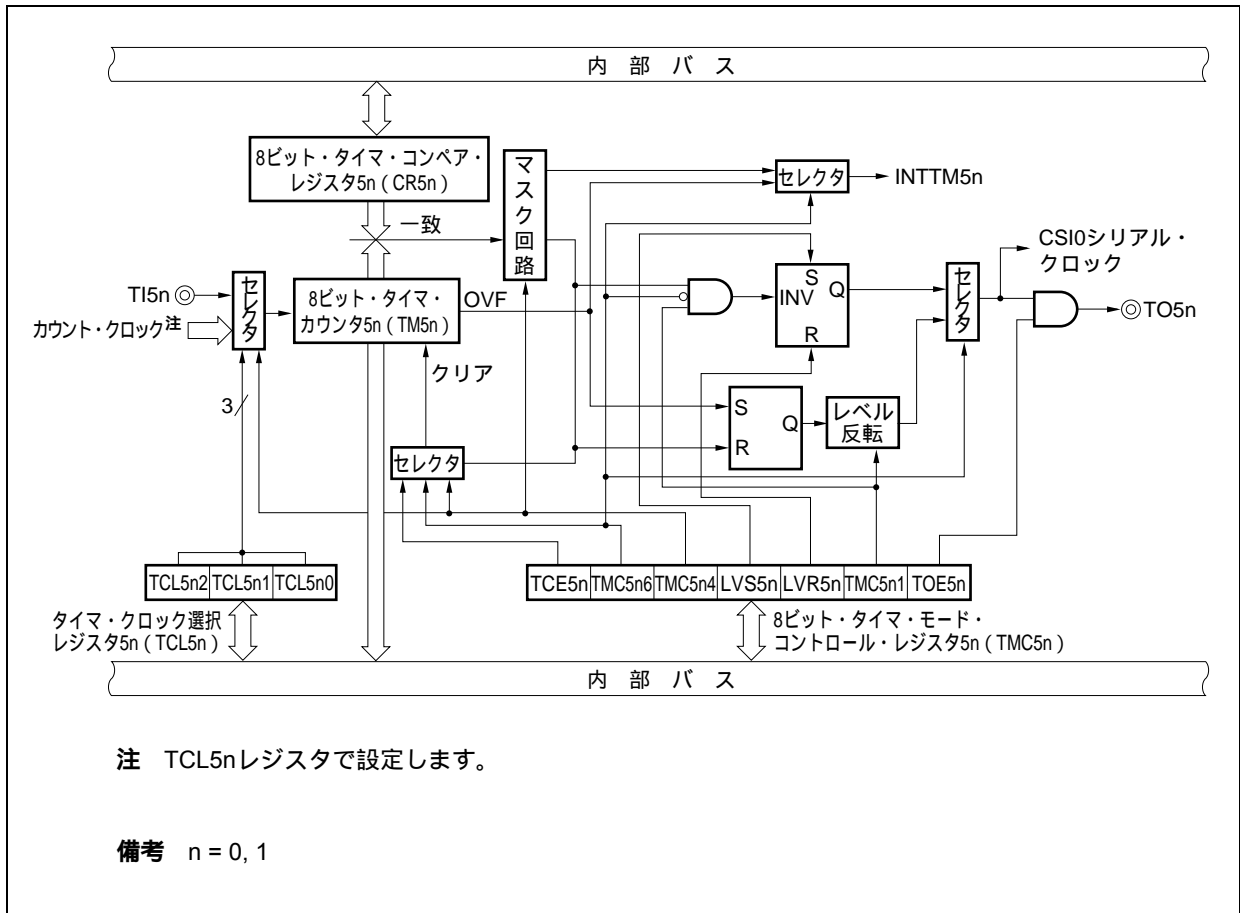 内 部 バ ス
8ビット・タイマ・コンペア・
レジスタ5n（CR5n）
マスク回路
セレクタ
INTTM5n
一致
CSI0シリアル・
クロック
TI5n
セレクタ
カウント・クロック注
8ビット・タイマ・
カウンタ5n（TM5n）
OVF
S
INV
Q
R
セレクタ
TO5n
クリア
3
S
Q
R
レベル
反転
セレクタ
TCL5n2 TCL5n1 TCL5n0
TCE5n TMC5n6 TMC5n4 LVS5n LVR5n TMC5n1 TOE5n
タイマ・クロック選択
レジスタ5n（TCL5n）
8ビット・タイマ・モード・
コントロール・レジスタ5n（TMC5n）
内 部 バ ス
注 TCL5nレジスタで設定します。
備考 n = 0, 1